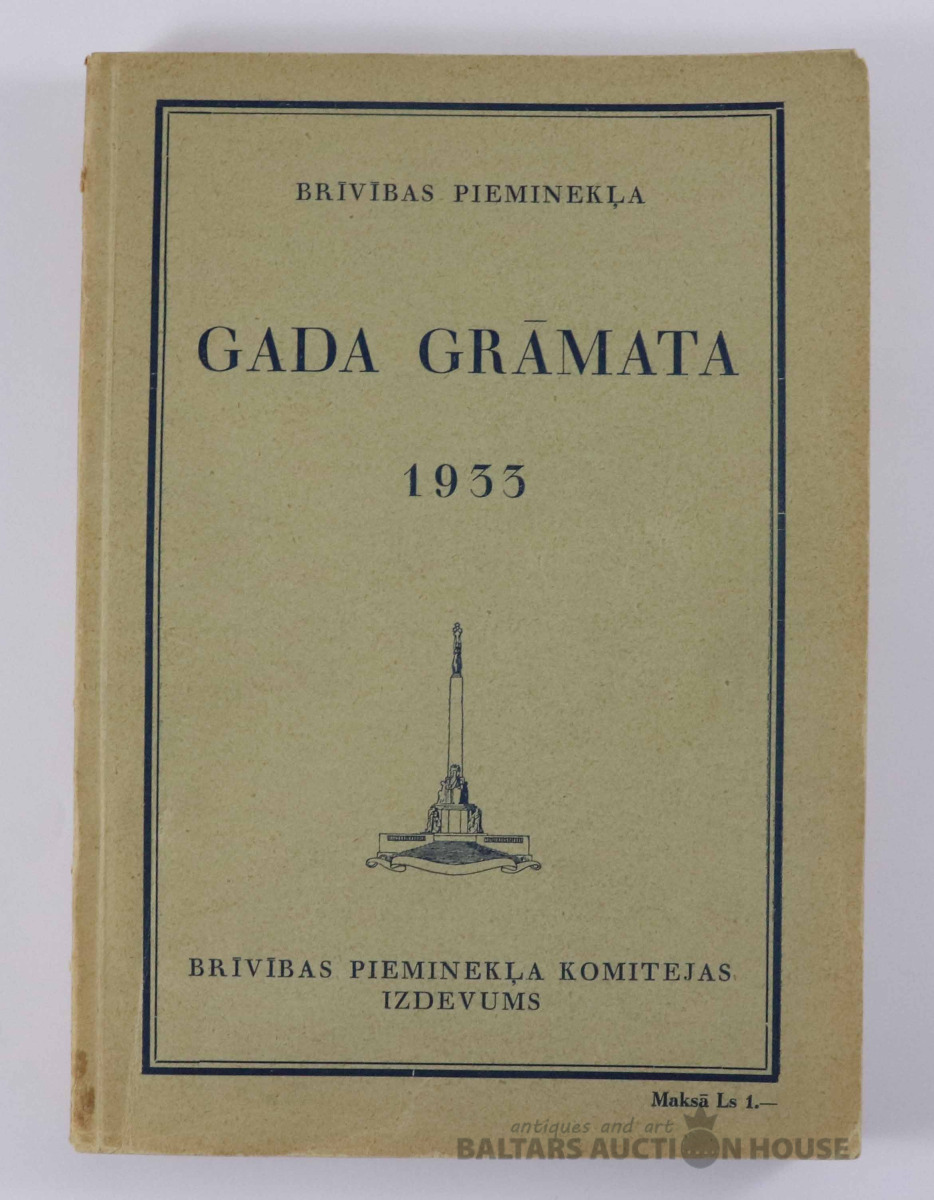 BRĪVĪBAS PIEMINEKĻA
GADA GRĀMATA
1933
BRĪVĪBAS PIEMINEKĻA KOMITEJAS
IZDEVUMS
Maksā Ls 1.—
antiques and art
BALTARS AUCTION HOUSE